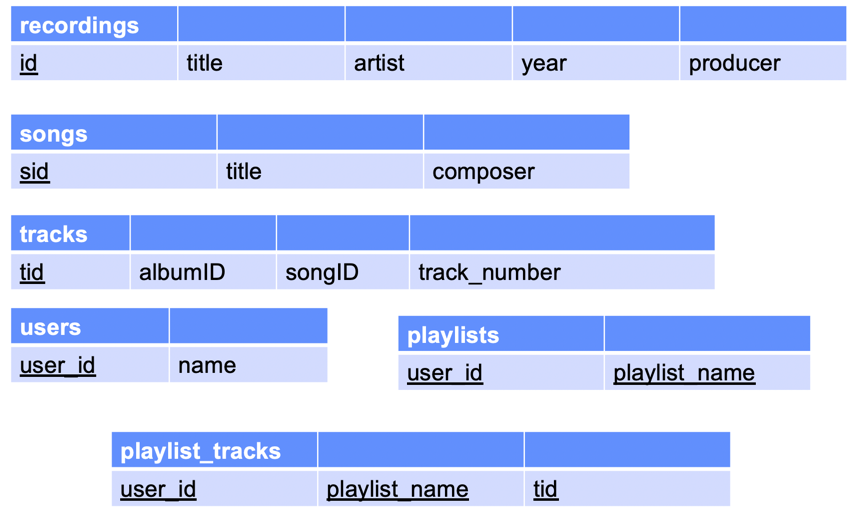 recordings
id title artist year producer
songs
sid title composer
tracks
tid albumID songID track_number
users
user_id name
playlists
user_id playlist_name
playlist_tracks
user_id playlist_name tid